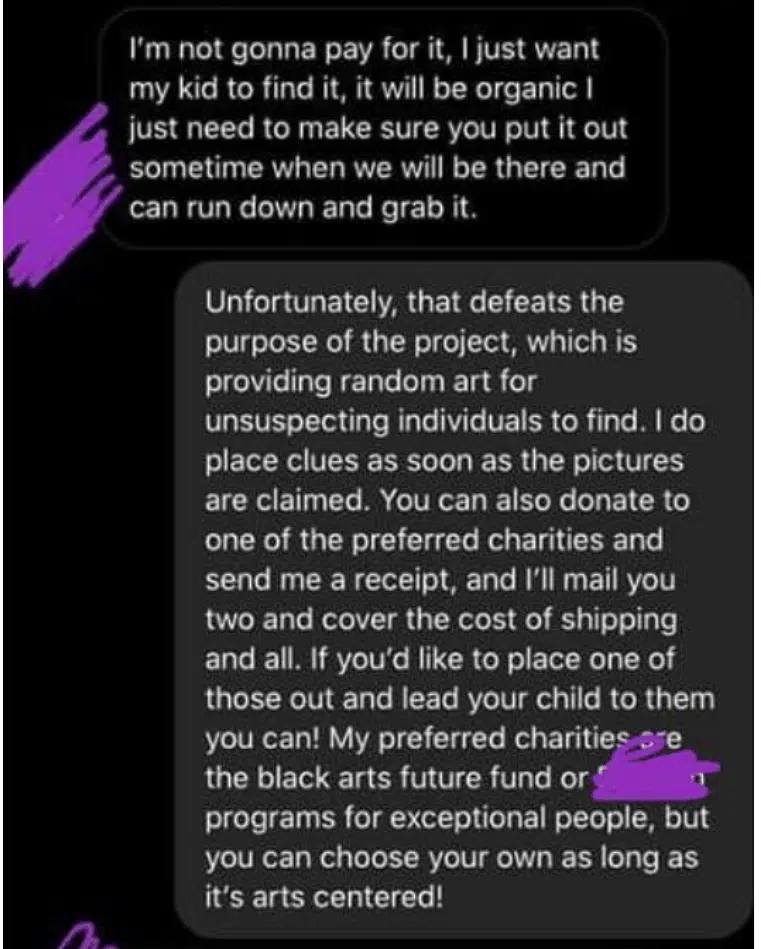 I'm not gonna pay for it, I just want
my kid to find it, it will be organic I
just need to make sure you put it out
sometime when we will be there and
can run down and grab it.
Unfortunately, that defeats the
purpose of the project, which is
providing random art for
unsuspecting individuals to find. I do
place clues as soon as the pictures
are claimed. You can also donate to
one of the preferred charities and
send me a receipt, and I'll mail you
two and cover the cost of shipping
and all. If you'd like to place one of
those out and lead your child to them
you can! My preferred charities are
the black arts future fund or
programs for exceptional people, but
you can choose your own as long as
it's arts centered!